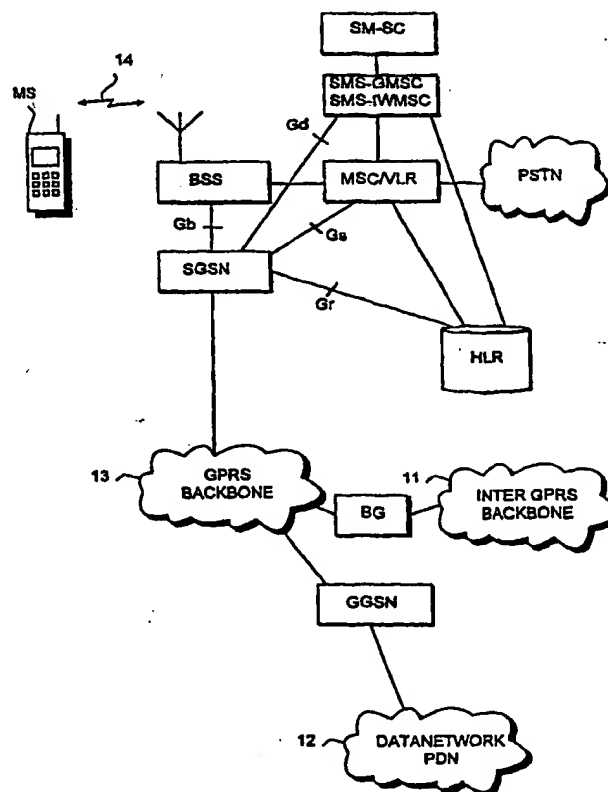 SM-SC
14
MS
SMS-GMSC
SMS-IWMSC
Gd
BSS
MSC/VLR
PSTN
Gb
Gs
SGSN
Gr
HLR
13
GPRS
BACKBONE
11
INTER GPRS
BACKBONE
BG
GGSN
12
DATANETWORK
PDN